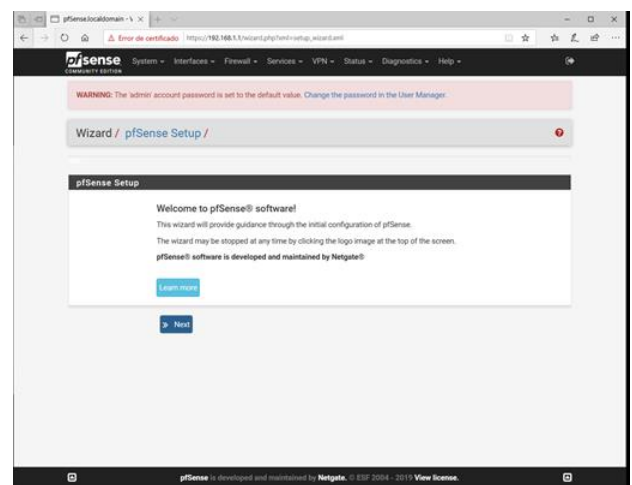 pfSense.localdomain - \
Error de certificado https://192.168.1.1/wizard.php?xml=setup_wizard.xml
pfsense System Interfaces Firewall Services VPN Status Diagnostics Help
COMMUNITY EDITION
WARNING: The 'admin' account password is set to the default value. Change the password in the User Manager.
Wizard / pfSense Setup /
pfSense Setup
Welcome to pfSense® software!
This wizard will provide guidance through the initial configuration of pfSense.
The wizard may be stopped at any time by clicking the logo image at the top of the screen.
pfSense® software is developed and maintained by Netgate®
Learn more
» Next
pfSense is developed and maintained by Netgate. © ESF 2004 - 2019 View license.